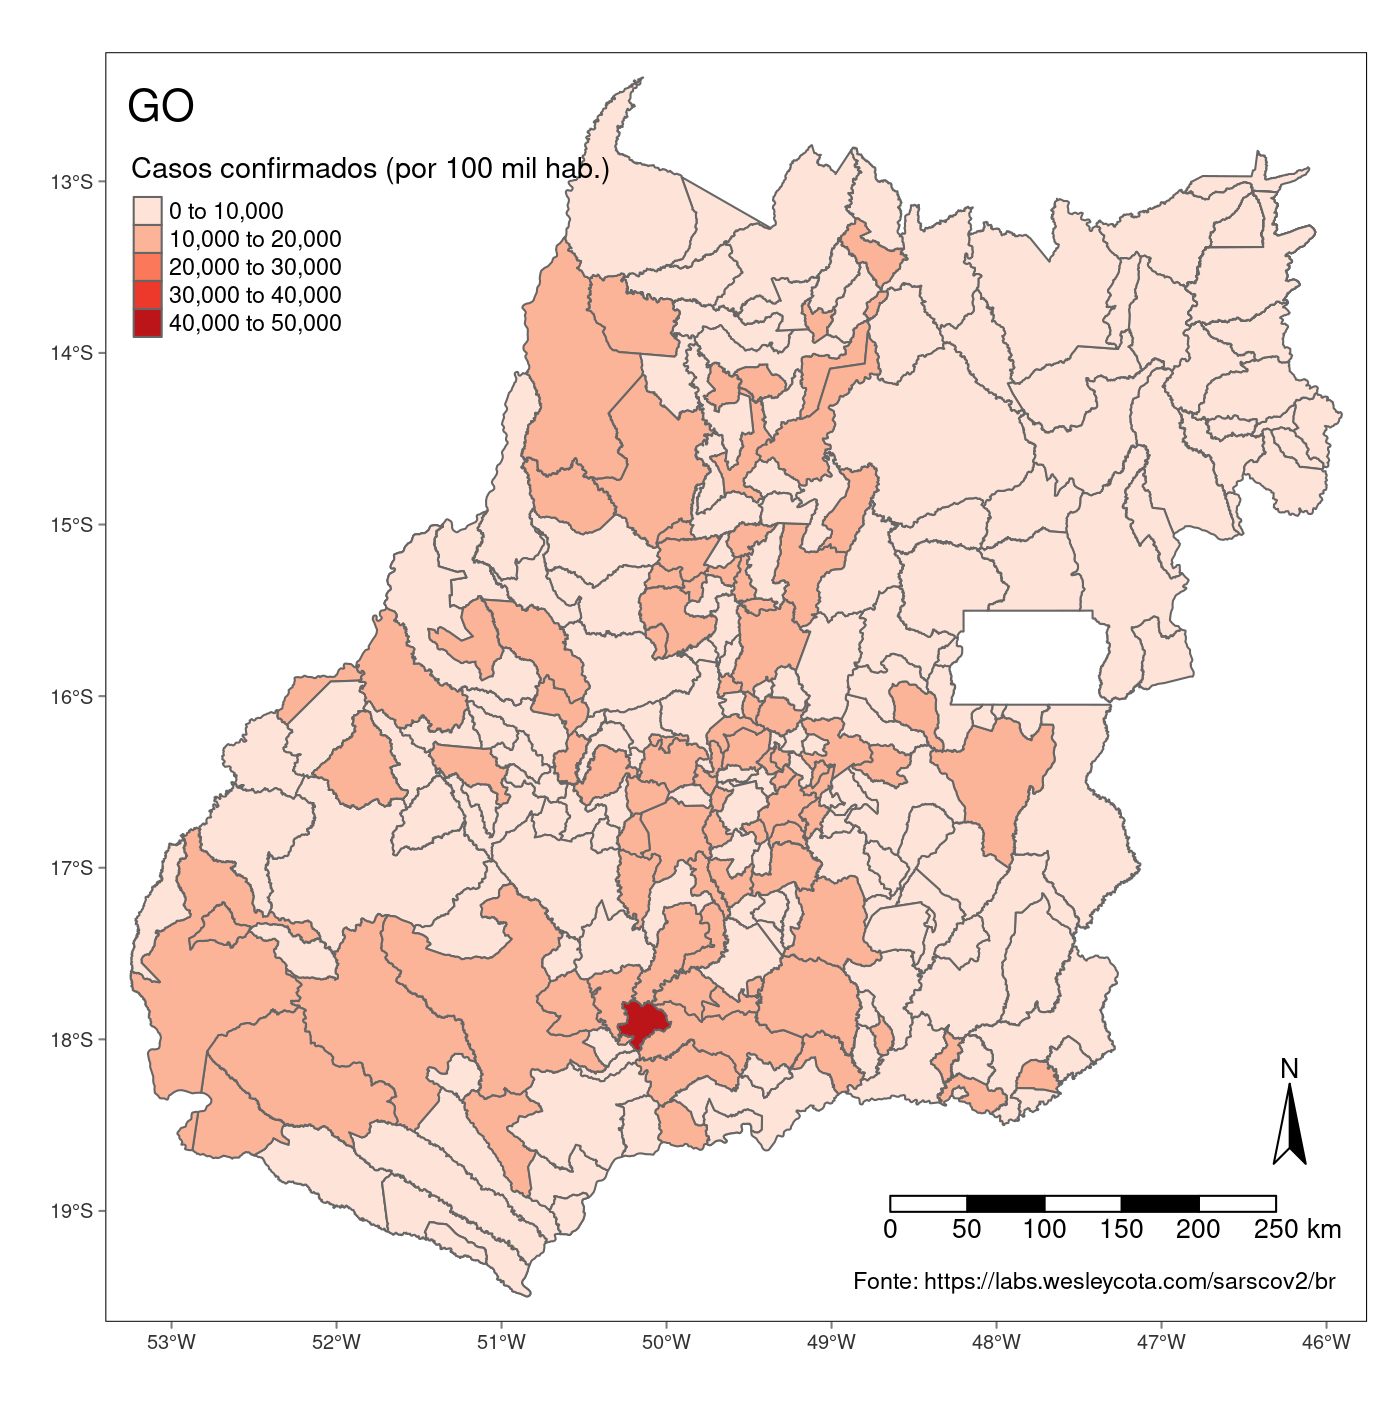 GO
Casos confirmados (por 100 mil hab.)
0 to 10,000
10,000 to 20,000
20,000 to 30,000
30,000 to 40,000
40,000 to 50,000
13°S
14°S
15°S
16°S
17°S
18°S
19°S
N
0 50 100 150 200 250 km
Fonte: https://labs.wesleycota.com/sarscov2/br
53°W 52°W 51°W 50°W 49°W 48°W 47°W 46°W